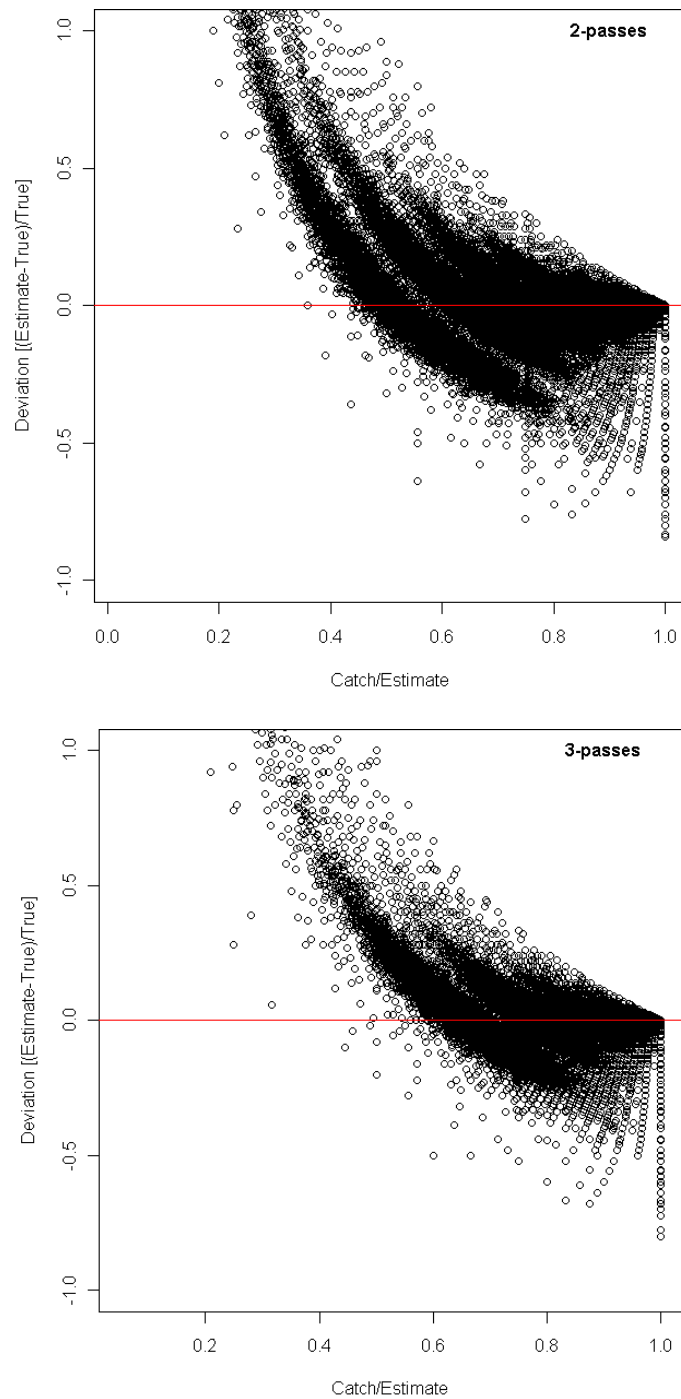 2-passes
1.0
0.5
0.0
-0.5
-1.0
Deviation [(Estimate-True)/True]
0.0 0.2 0.4 0.6 0.8 1.0
Catch/Estimate
3-passes
1.0
0.5
0.0
-0.5
-1.0
Deviation [(Estimate-True)/True]
0.2 0.4 0.6 0.8 1.0
Catch/Estimate